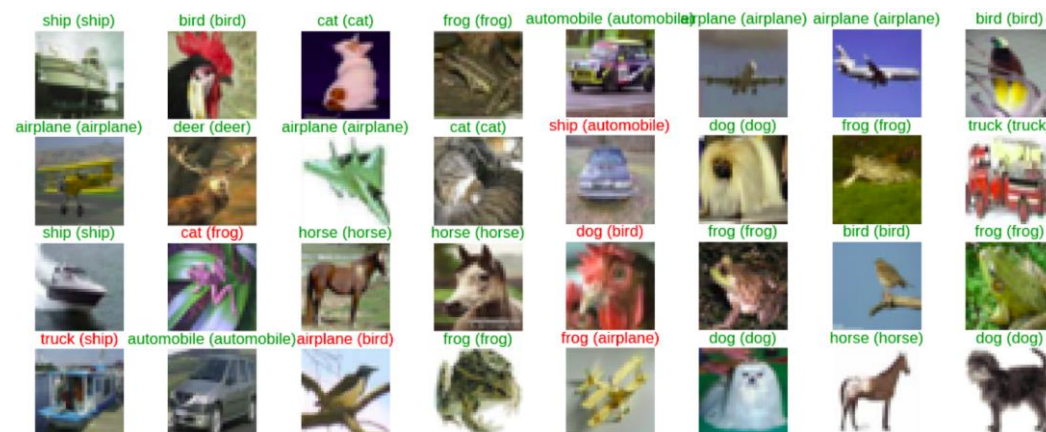 ship (ship) bird (bird) cat (cat) frog (frog) automobile (automobile) airplane (airplane) airplane (airplane) bird (bird)
airplane (airplane) deer (deer) airplane (airplane) cat (cat) ship (automobile) dog (dog) frog (frog) truck (truck
ship (ship) cat (frog) horse (horse) horse (horse) dog (bird) frog (frog) bird (bird) frog (frog)
truck (ship) automobile (automobile) airplane (bird) frog (frog) frog (airplane) dog (dog) horse (horse) dog (dog)